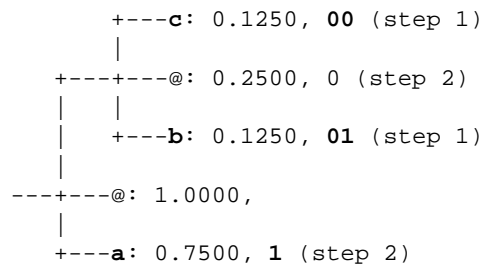 c: 0.1250, 00 (step 1)
@: 0.2500, 0 (step 2)
b: 0.1250, 01 (step 1)
@: 1.0000,
a: 0.7500, 1 (step 2)